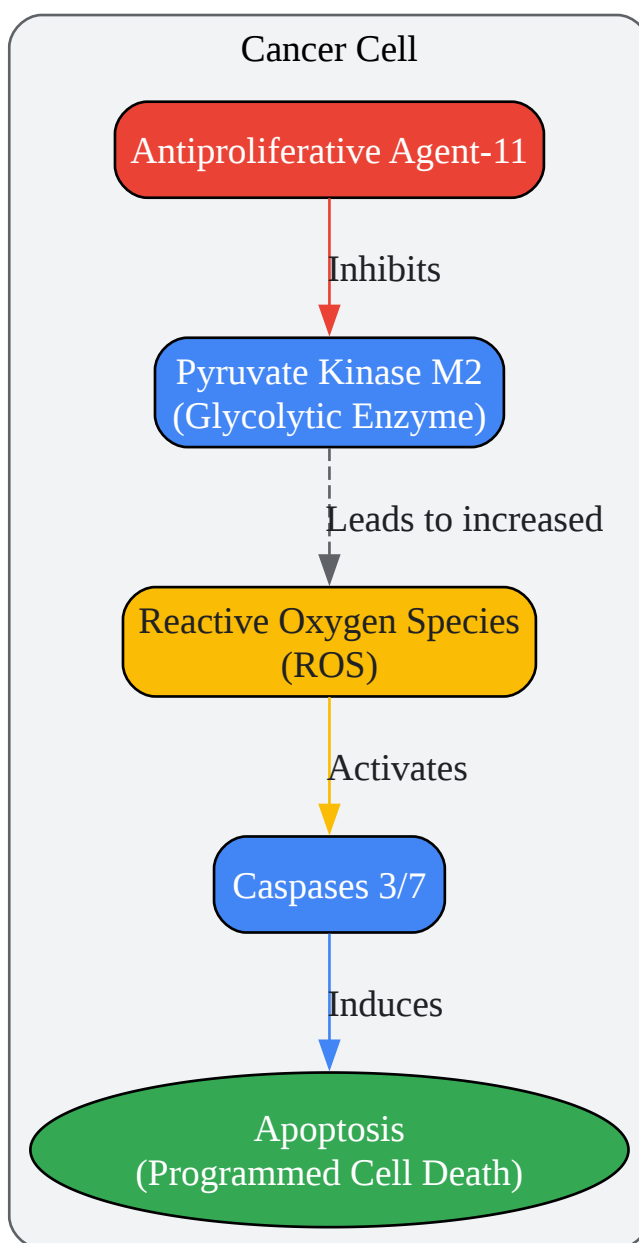 Cancer Cell
Antiproliferative Agent-11
Inhibits
Pyruvate Kinase M2
(Glycolytic Enzyme)
Leads to increased
Reactive Oxygen Species
(ROS)
Activates
Caspases 3/7
Induces
Apoptosis
(Programmed Cell Death)